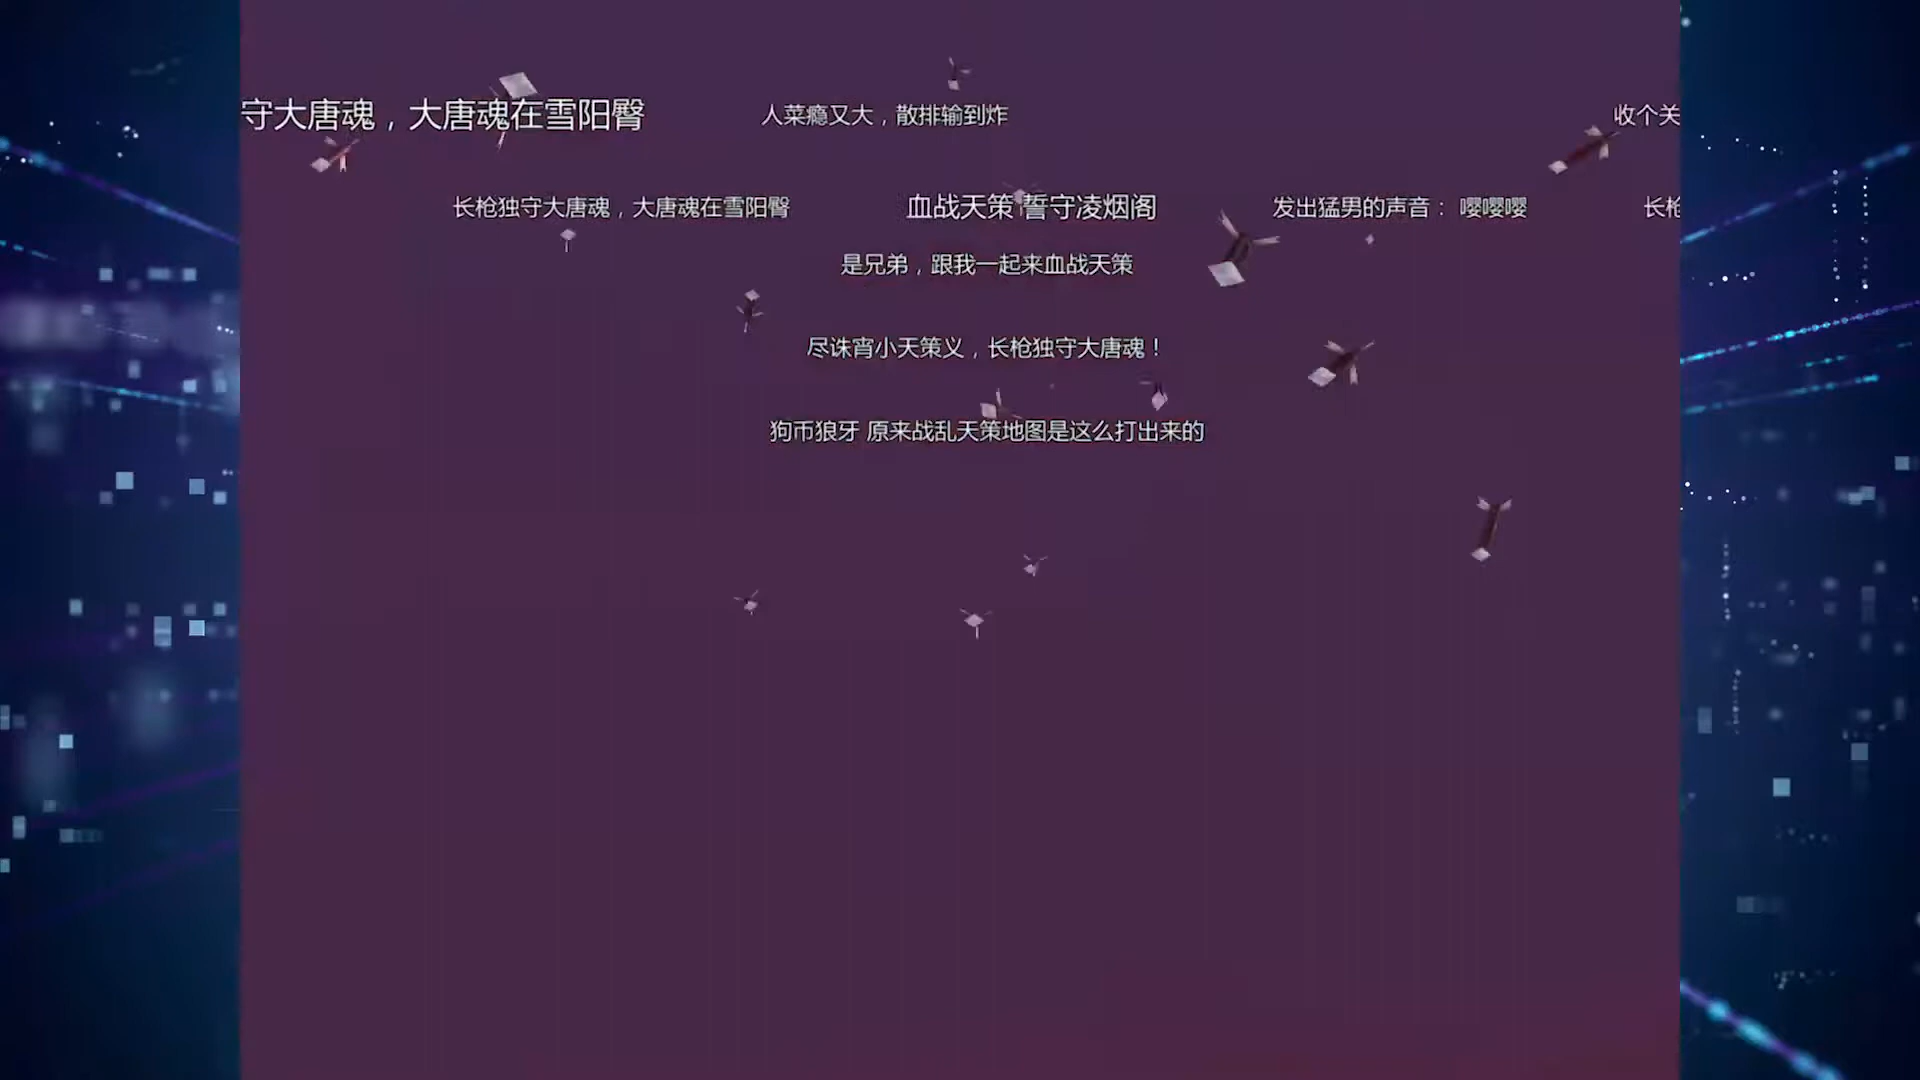 守大唐魂，大唐魂在雪阳臀
人菜瘾又大，散排输到炸
收个关
长枪独守大唐魂，大唐魂在雪阳臀
血战天策 誓守凌烟阁
发出猛男的声音： 嘤嘤嘤
长枪
是兄弟，跟我一起来血战天策
尽诛宵小天策义，长枪独守大唐魂！
狗币狼牙 原来战乱天策地图是这么打出来的